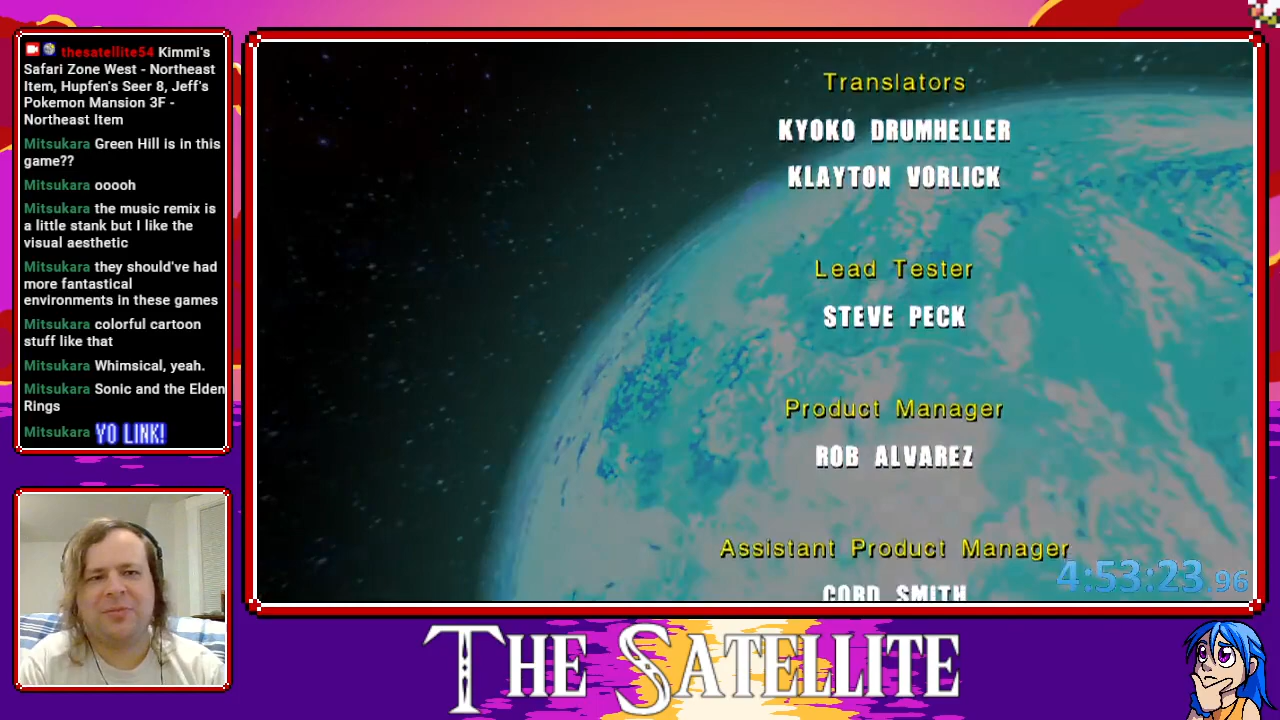 thesatellite54 Kimmi's
Safari Zone West - Northeast
Item, Hupfen's Seer 8, Jeff's
Pokemon Mansion 3F -
Northeast Item
Mitsukara Green Hill is in this
game??
Mitsukara ooooh
Mitsukara the music remix is
a little stank but I like the
visual aesthetic
Mitsukara they should've had
more fantastical
environments in these games
Mitsukara colorful cartoon
stuff like that
Mitsukara Whimsical, yeah.
Mitsukara Sonic and the Elden
Rings
Mitsukara YO LINK!
Translators
KYOKO DRUMHELLER
KLAYTON VORLICK
Lead Tester
STEVE PECK
Product Manager
ROB ALVAREZ
Assistant Product Manager
CORD SMITH
4:53:23.96
THE SATELLITE